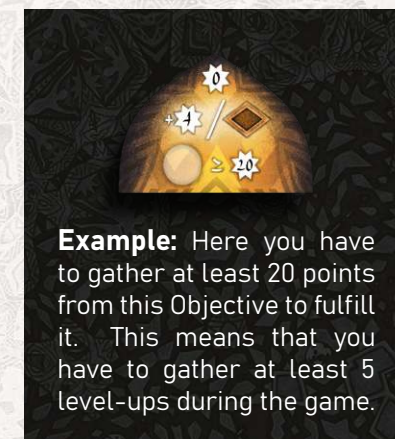 0
+4 /
≥ 20
Example: Here you have
to gather at least 20 points
from this Objective to fulfill
it. This means that you
have to gather at least 5
level-ups during the game.